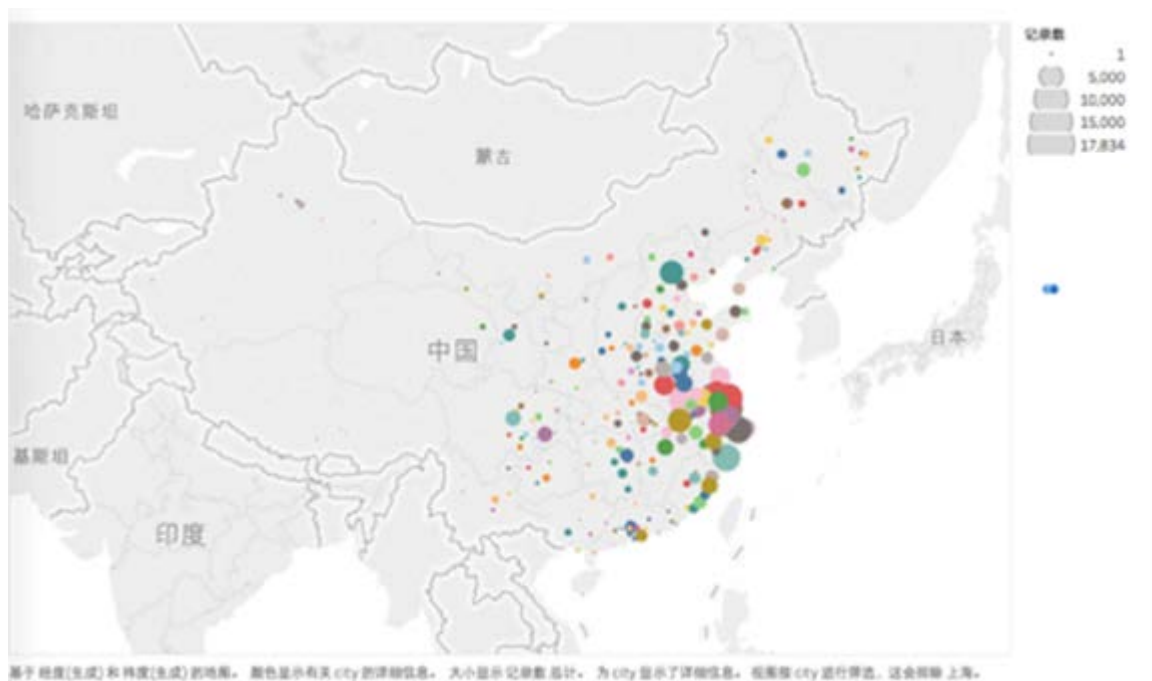 记录数
1
5,000
10,000
15,000
17,834
哈萨克斯坦
蒙古
中国
日本
基斯坦
印度
基于 经度(生成) 和 纬度(生成) 的地图。 颜色显示有关 city 的详细信息。 大小显示 记录数 总计。 为 city 显示了详细信息。 视图按 city 进行筛选，这会排除 上海。